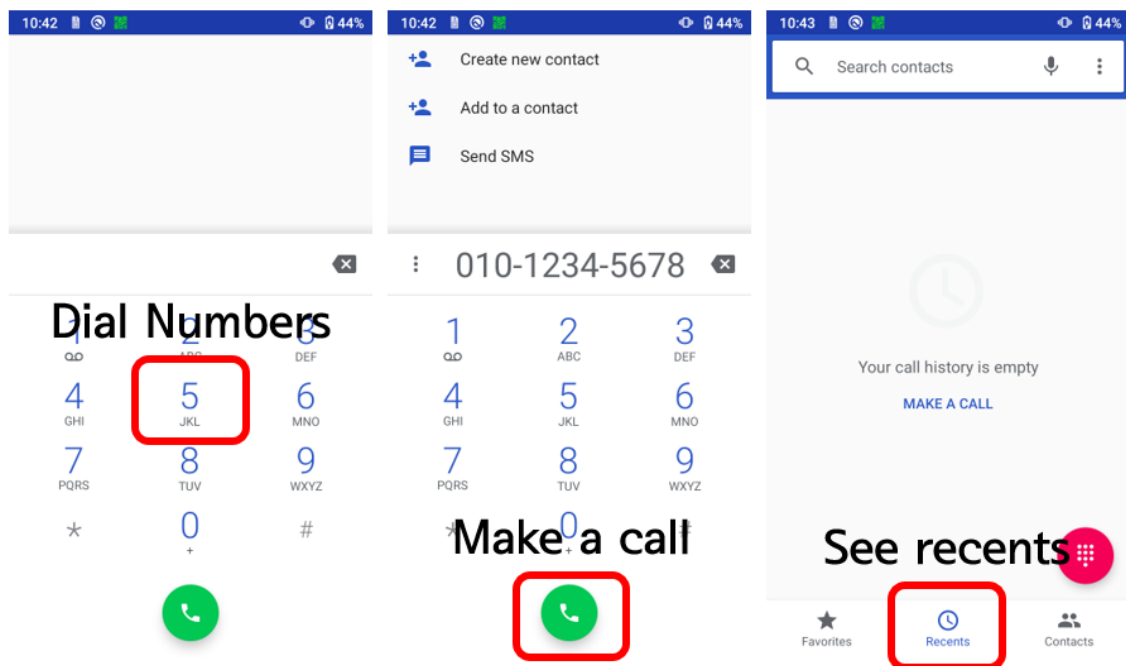 10:42
44%
Dial Numbers
1
2
ABC
3
DEF
4
GHI
5
JKL
6
MNO
7
PQRS
8
TUV
9
WXYZ
*
0
+
#
10:42
44%
Create new contact
Add to a contact
Send SMS
010-1234-5678
1
2
ABC
3
DEF
4
GHI
5
JKL
6
MNO
7
PQRS
8
TUV
9
WXYZ
*
0
+
#
Make a call
10:43
44%
Search contacts
Your call history is empty
MAKE A CALL
See recents
Favorites
Recents
Contacts